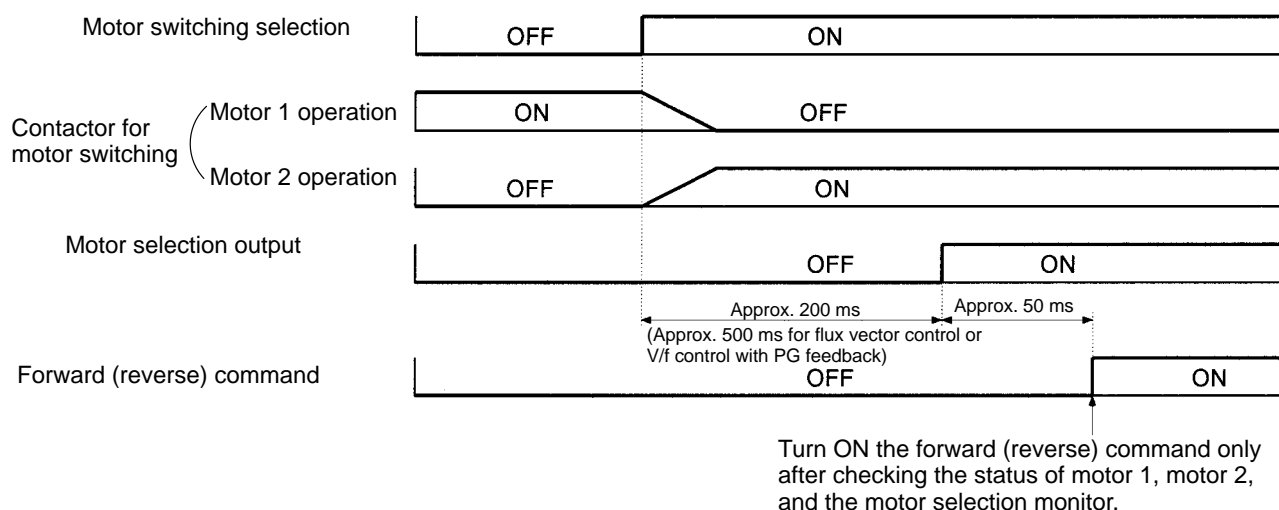 Motor switching selection
OFF
ON
Contactor for
motor switching
Motor 1 operation
ON
OFF
Motor 2 operation
OFF
ON
Motor selection output
OFF
ON
Approx. 200 ms
Approx. 50 ms
(Approx. 500 ms for flux vector control or
V/f control with PG feedback)
Forward (reverse) command
OFF
ON
Turn ON the forward (reverse) command only
after checking the status of motor 1, motor 2,
and the motor selection monitor.